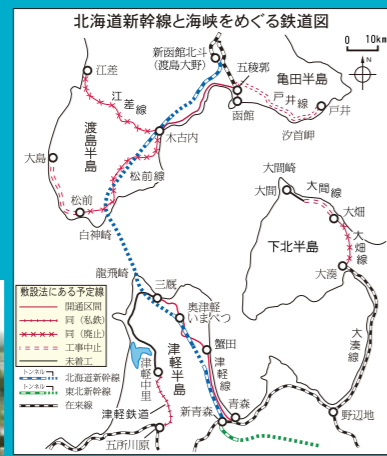 北海道新幹線と海峡をめぐる鉄道図
0 10km
N
新函館北斗
(渡島大野)
江差
五稜郭
亀田半島
江差線
戸井線
戸井
函館
渡島半島
木古内
汐首岬
大島
松前線
大間崎
松前
大間
大間線
白神崎
大畑
下北半島
大畑線
龍飛崎
大湊
敷設法にある予定線
開通区間
同(私鉄)
同(廃止)
工事中止
未着工
トンネル
北海道新幹線
トンネル
東北新幹線
在来線
三厩
奥津軽
いまべつ
大湊線
蟹田
津軽半島
津軽線
津軽中里
津軽鉄道
新青森
青森
野辺地
五所川原